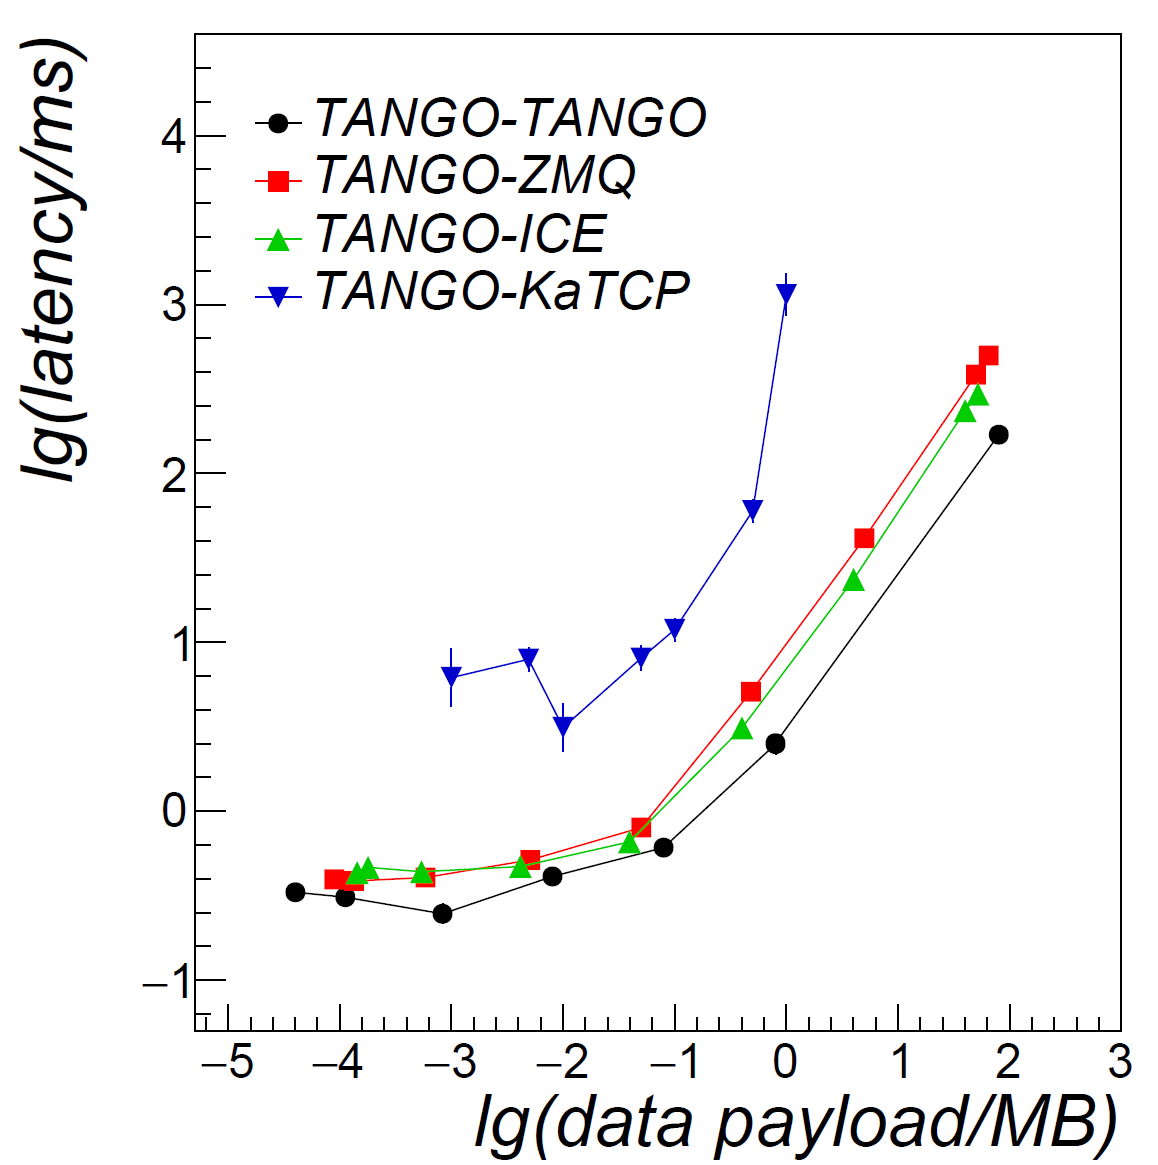 lg(latency/ms)
4
3
2
1
0
−1
TANGO-TANGO
TANGO-ZMQ
TANGO-ICE
TANGO-KaTCP
−5 −4 −3 −2 −1 0 1 2 3
lg(data payload/MB)